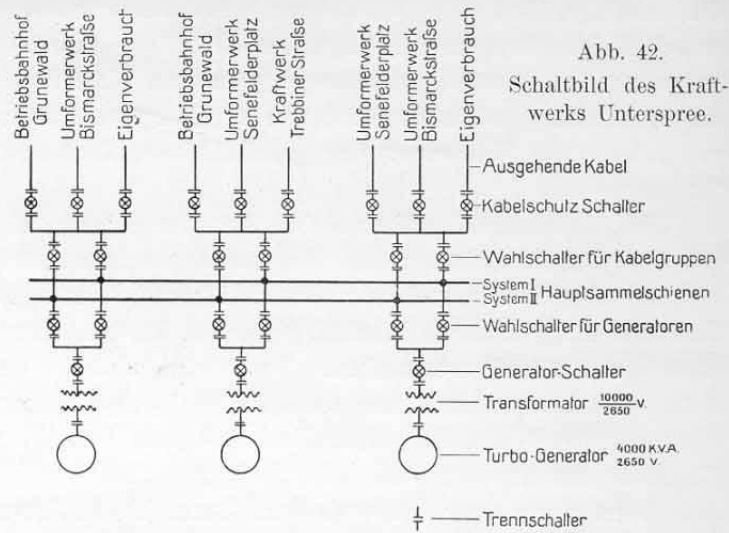 Betriebsbahnhof
Grunewald
Umformerwerk
Bismarckstraße
Eigenverbrauch
Betriebsbahnhof
Grunewald
Umformerwerk
Senefelderplatz
Kraftwerk
Trebbiner Straße
Umformerwerk
Senefelderplatz
Umformerwerk
Bismarckstraße
Eigenverbrauch
Abb. 42.
Schaltbild des Kraft-
werks Unterspree.
Ausgehende Kabel
Kabelschutz Schalter
Wahlschalter für Kabelgruppen
System I
System II
Hauptsammelschienen
Wahlschalter für Generatoren
Generator-Schalter
Transformator 10000/2650 V.
Turbo-Generator 4000 K.V.A.
2650 V.
Trennschalter